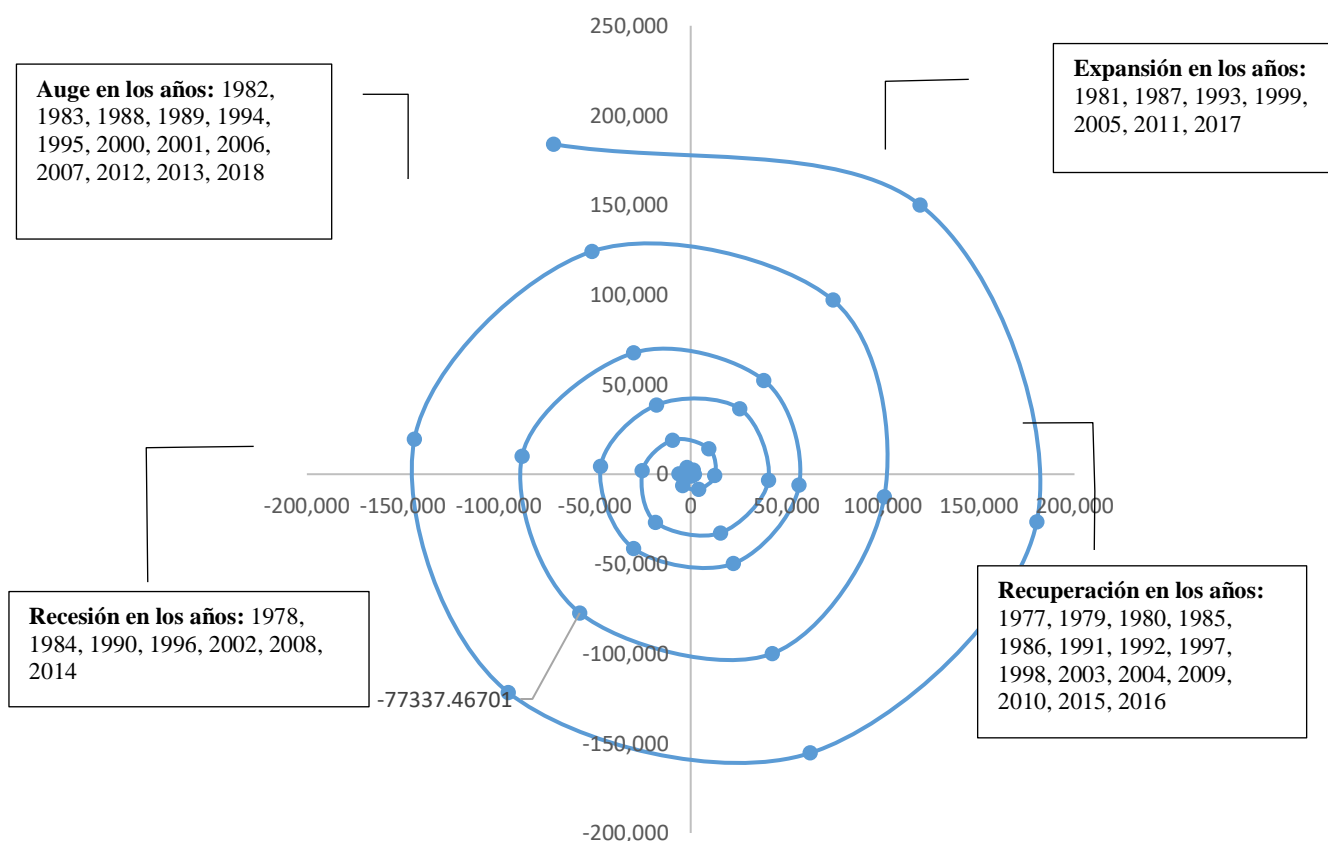 250,000
Auge en los años: 1982,
1983, 1988, 1989, 1994,
1995, 2000, 2001, 2006,
2007, 2012, 2013, 2018
Expansión en los años:
1981, 1987, 1993, 1999,
2005, 2011, 2017
200,000
150,000
100,000
50,000
0
-200,000 -150,000 -100,000 -50,000 0 50,000 100,000 150,000 200,000
-50,000
Recesión en los años: 1978,
1984, 1990, 1996, 2002, 2008,
2014
Recuperación en los años:
1977, 1979, 1980, 1985,
1986, 1991, 1992, 1997,
1998, 2003, 2004, 2009,
2010, 2015, 2016
-100,000
-77337.46701
-150,000
-200,000